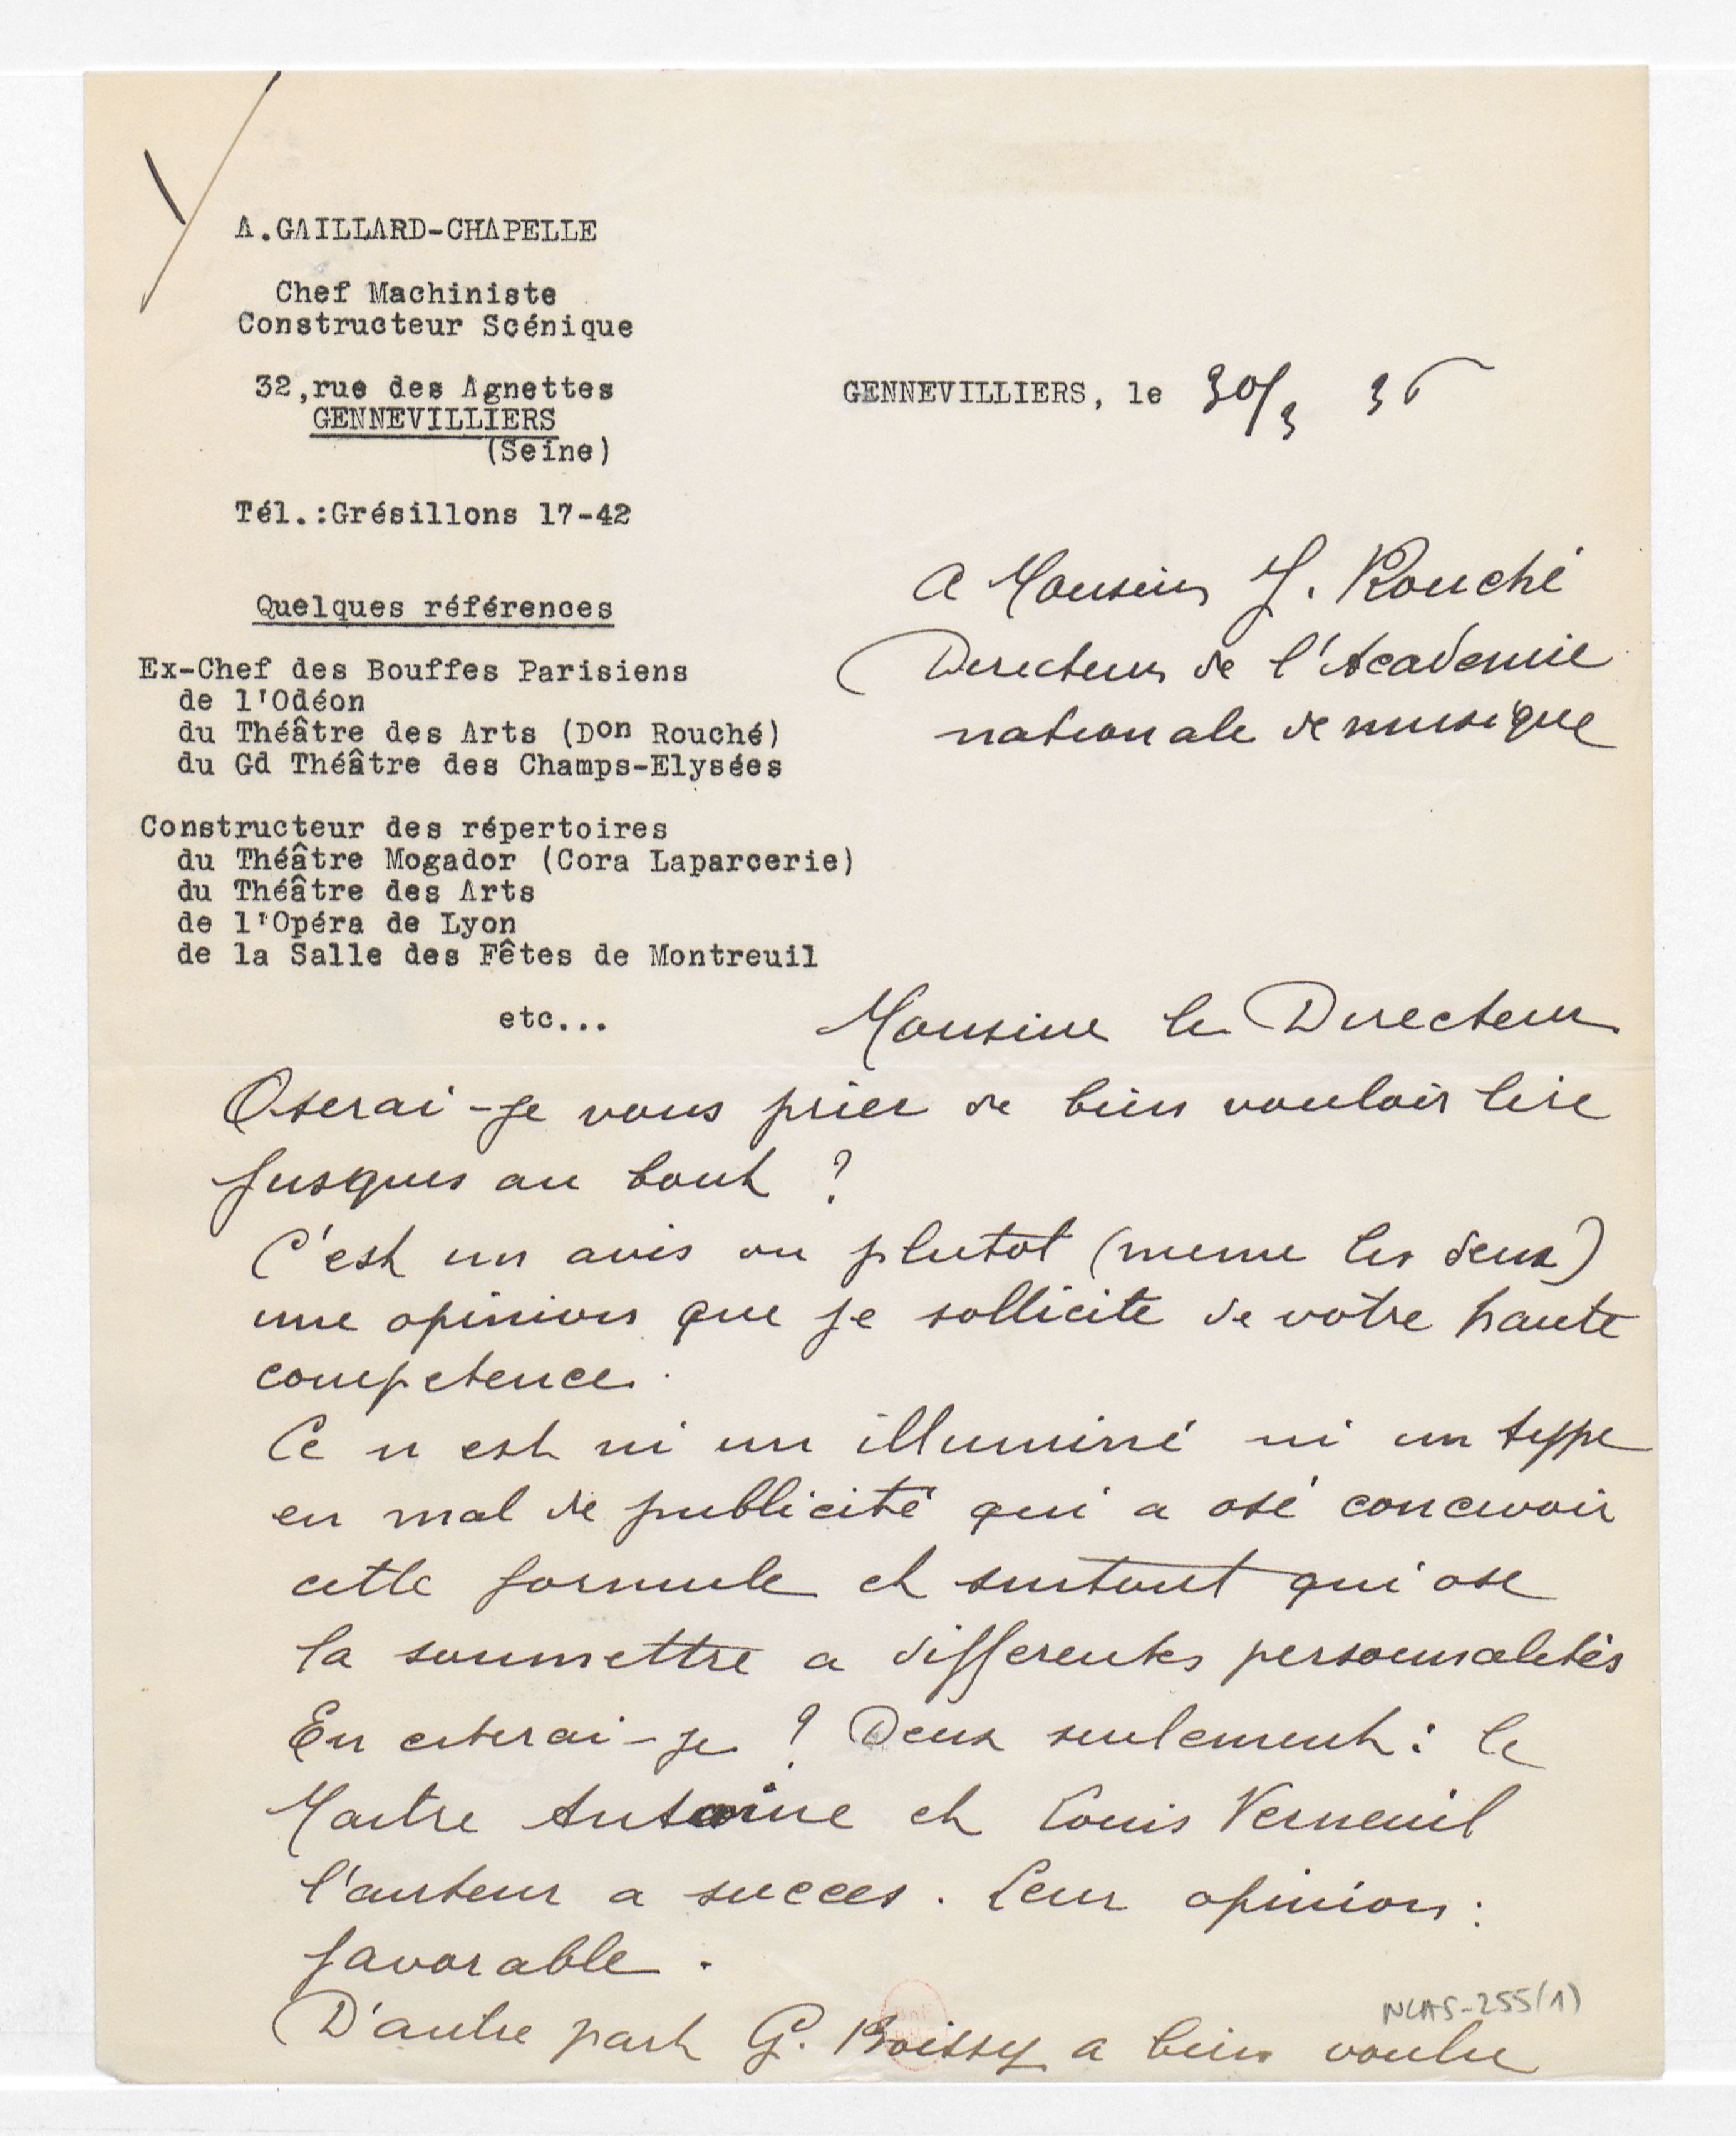 A.GAILLARD-CHAPELLE
Chef Machiniste
Constructeur Scénique
32,rue des Agnettes
GENNEVILLIERS
(Seine)
Tél.:Grésillons 17-42
GENNEVILLIERS, le 30/3 36
Quelques références
Ex-Chef des Bouffes Parisiens
de l'Odéon
du Théâtre des Arts (Don Rouché)
du Gd Théâtre des Champs-Elysées
Constructeur des répertoires
du Théâtre Mogador (Cora Laparcerie)
du Théâtre des Arts
de l'Opéra de Lyon
de la Salle des Fêtes de Montreuil
etc...
A Monsieur J. Rouché
Directeur de l'Academie
nationale de musique
Monsieur le Directeur
Oserai-je vous prier de bien vouloir lire
jusques au bout ?
C'est un avis ou plutot (meme les deux)
une opinion que je sollicite de votre haute
competence.
Ce n est ni un illuminé ni un type
en mal de publicité qui a osé concevoir
cette formule et surtout qui ose
la soumettre a differentes personnalités
En citerai-je ? Deux seulement : le
Maitre Antoine et Louis Verneuil
l'auteur a succes. Leur opinion :
favorable.
D'autre part G. Boissy a bien voulu
NLAS-255(1)